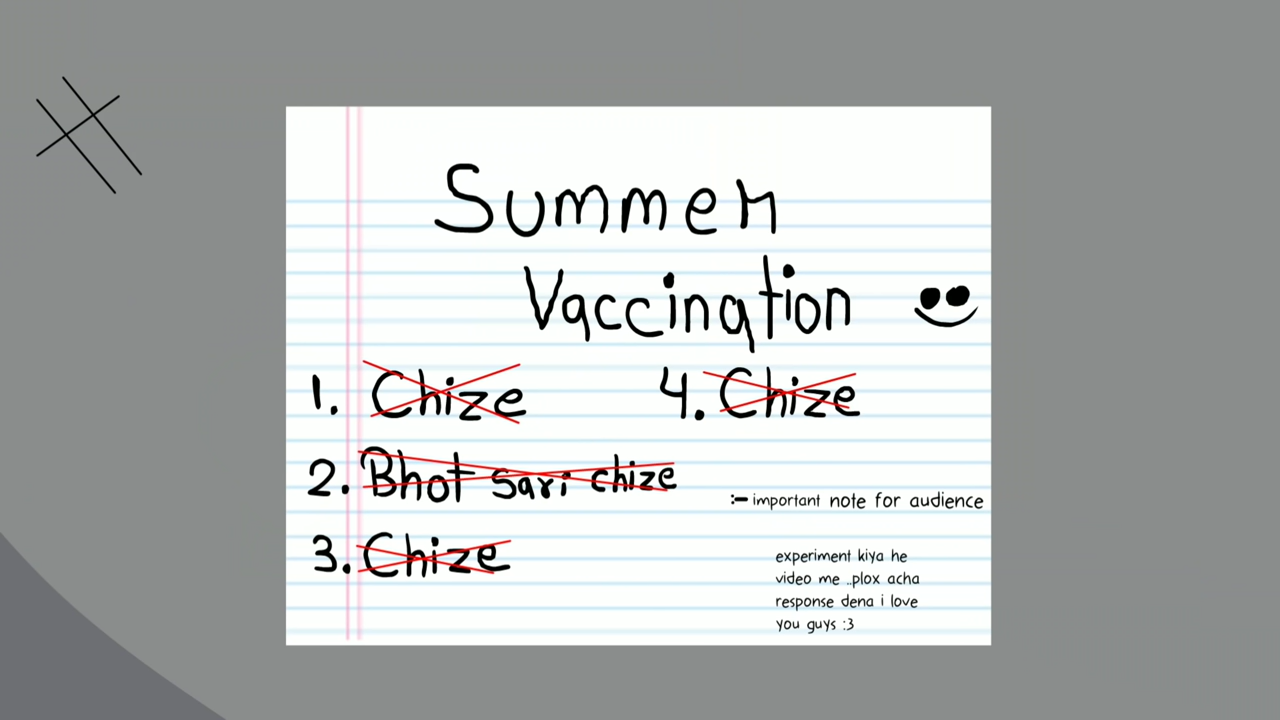 Summer
Vaccination
1. Chize
4. Chize
2. Bhot sari chize
3. Chize
:- important note for audience
experiment kiya he
video me ..plox acha
response dena i love
you guys :3